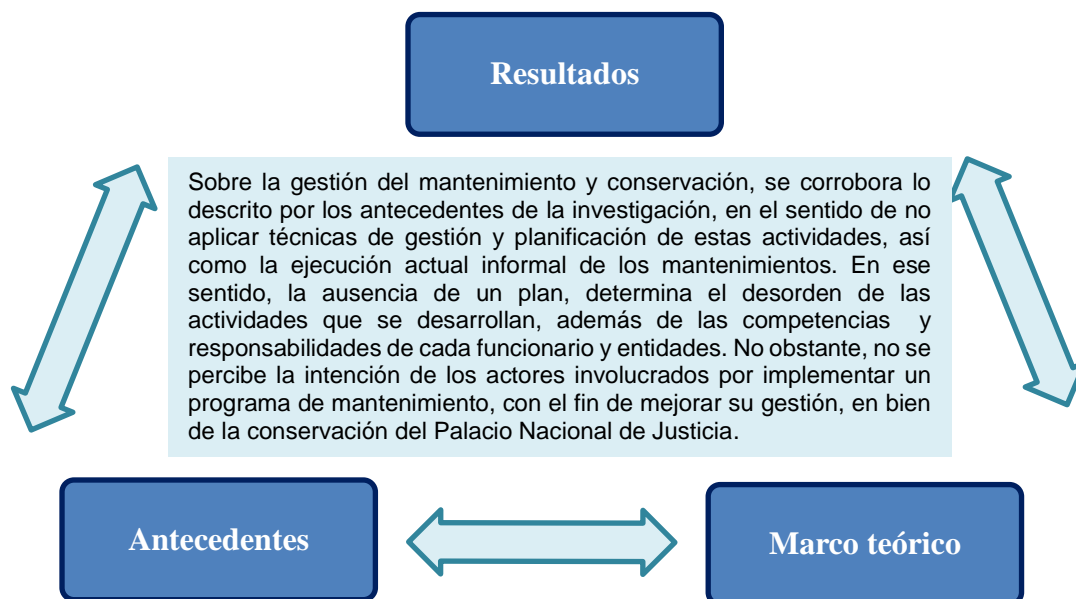 Resultados
Sobre la gestión del mantenimiento y conservación, se corrobora lo
descrito por los antecedentes de la investigación, en el sentido de no
aplicar técnicas de gestión y planificación de estas actividades, así
como la ejecución actual informal de los mantenimientos. En ese
sentido, la ausencia de un plan, determina el desorden de las
actividades que se desarrollan, además de las competencias y
responsabilidades de cada funcionario y entidades. No obstante, no se
percibe la intención de los actores involucrados por implementar un
programa de mantenimiento, con el fin de mejorar su gestión, en bien
de la conservación del Palacio Nacional de Justicia.
Antecedentes
Marco teórico